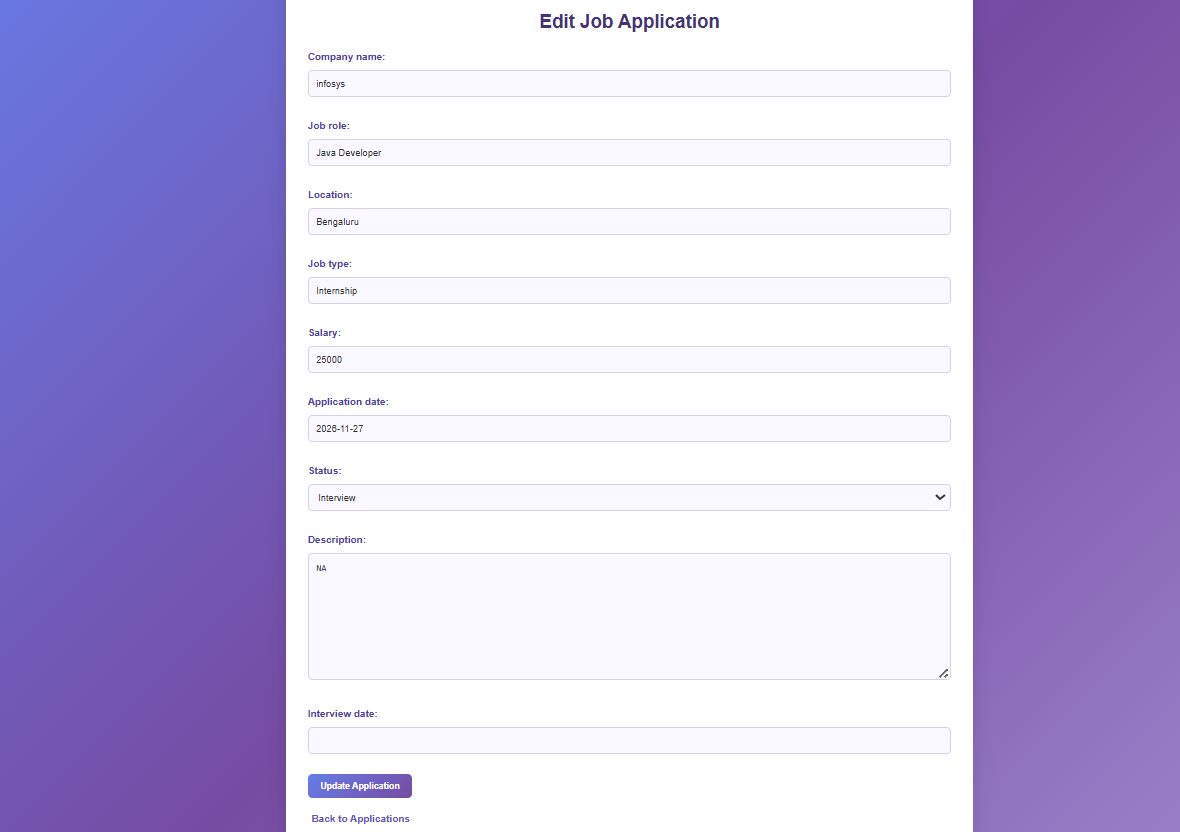 Edit Job Application
Company name:
infosys
Job role:
Java Developer
Location:
Bengaluru
Job type:
Internship
Salary:
25000
Application date:
2026-11-27
Status:
Interview
Description:
NA
Interview date:
Update Application
Back to Applications